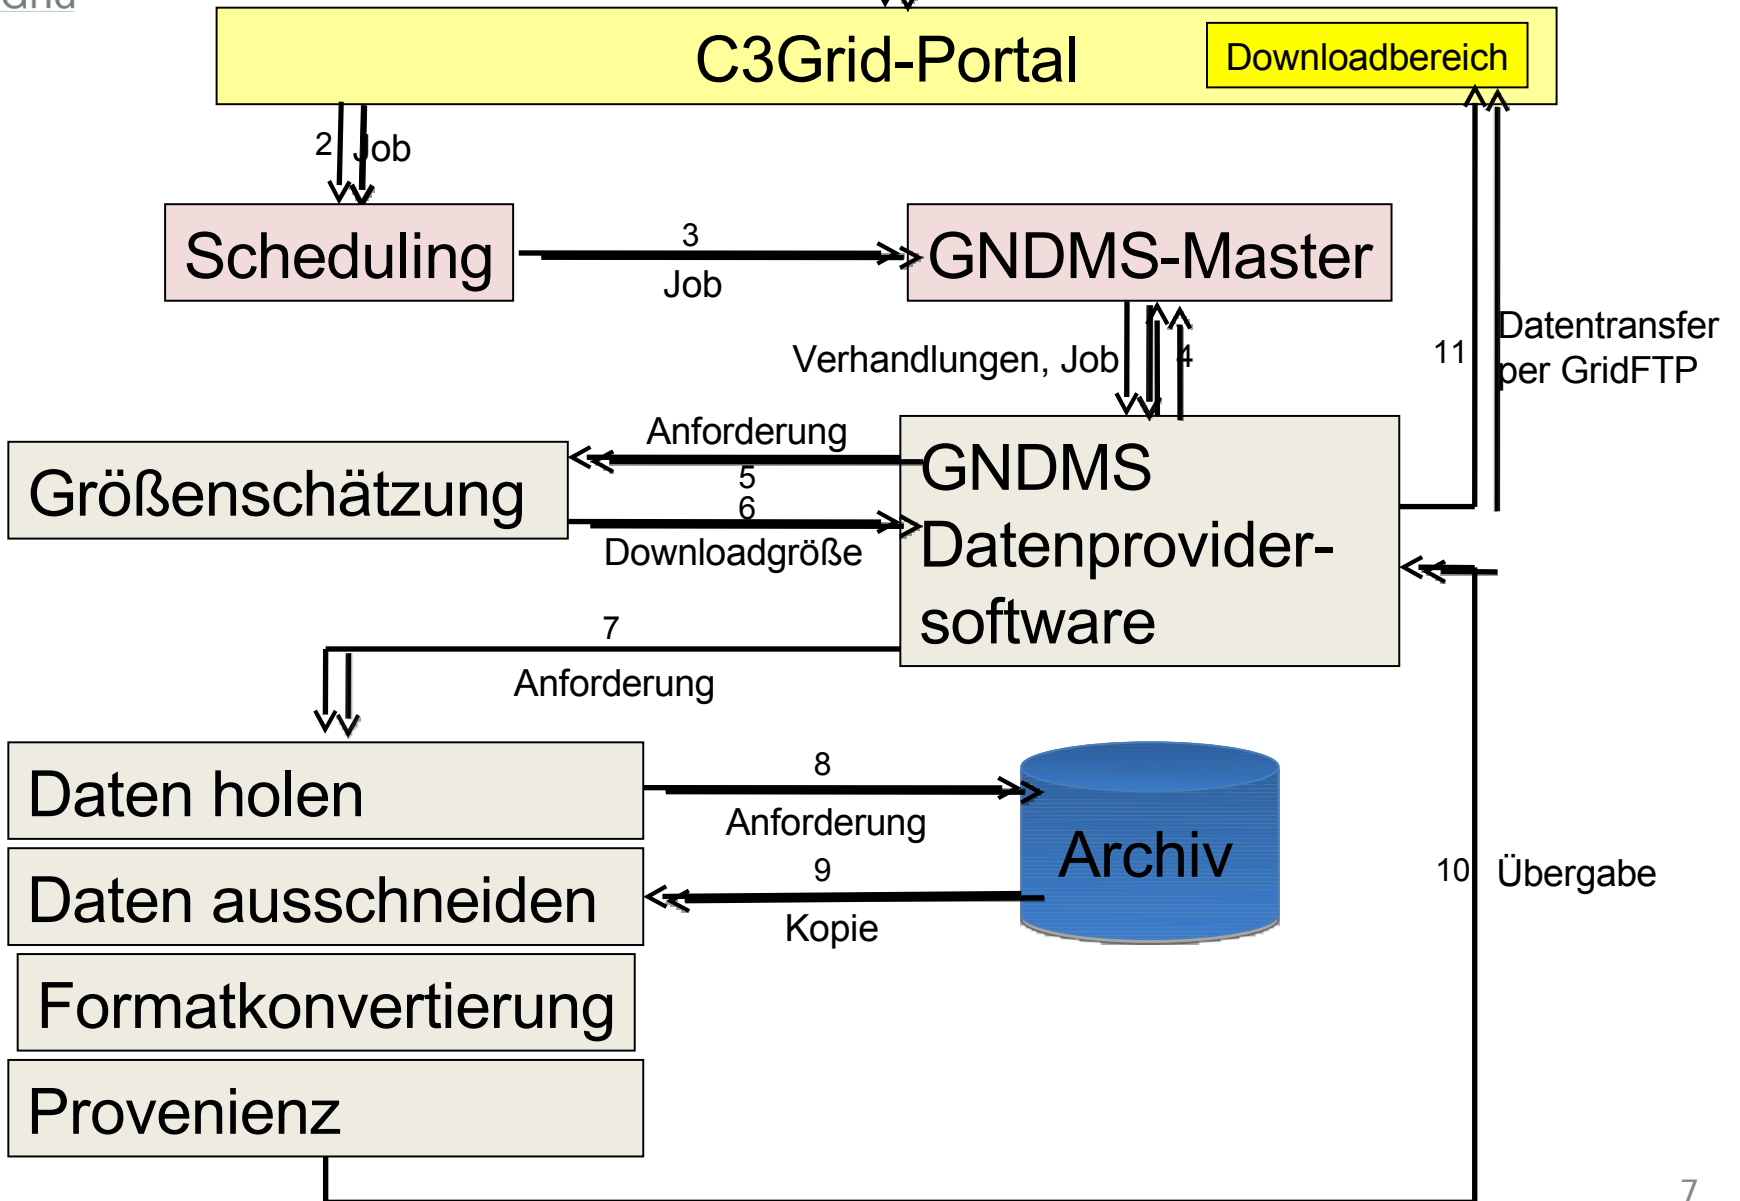 C3Grid-Portal
Downloadbereich
2
Job
Scheduling
3
Job
GNDMS-Master
Verhandlungen, Job
4
11
Datentransfer
per GridFTP
Anforderung
5
Größenschätzung
6
Downloadgröße
GNDMS
Datenprovider-
software
7
Anforderung
Daten holen
8
Anforderung
Archiv
Daten ausschneiden
9
Kopie
10
Übergabe
Formatkonvertierung
Provenienz
7